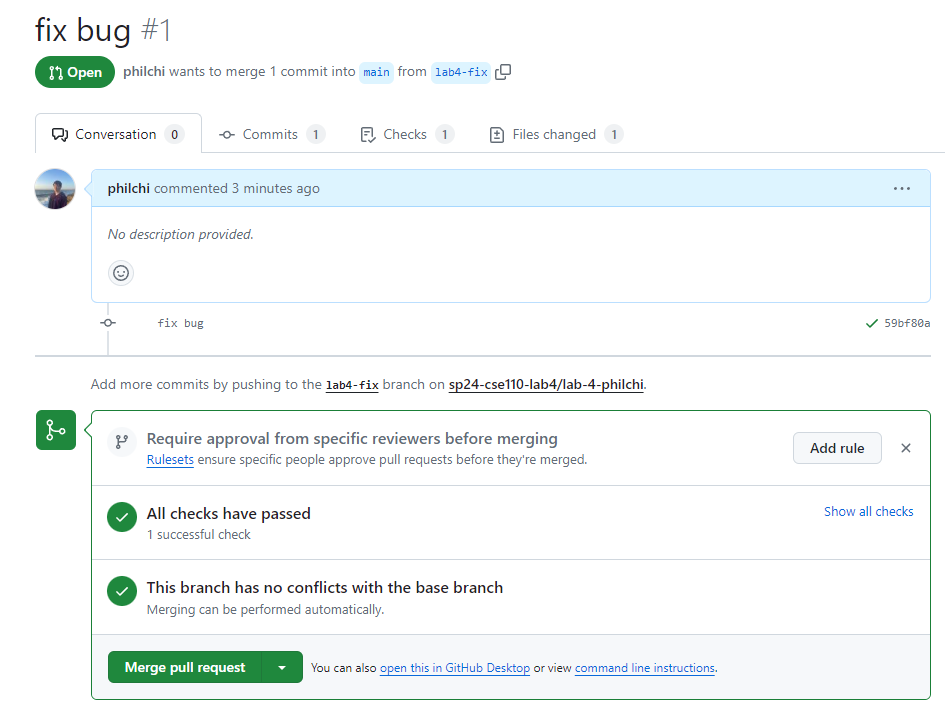 fix bug #1
Open philchi wants to merge 1 commit into main from lab4-fix
Conversation 0 Commits 1 Checks 1 Files changed 1
philchi commented 3 minutes ago
No description provided.
fix bug 59bf80a
Add more commits by pushing to the lab4-fix branch on sp24-cse110-lab4/lab-4-philchi.
Require approval from specific reviewers before merging
Rulesets ensure specific people approve pull requests before they're merged.
Add rule
All checks have passed
Show all checks
1 successful check
This branch has no conflicts with the base branch
Merging can be performed automatically.
Merge pull request You can also open this in GitHub Desktop or view command line instructions.